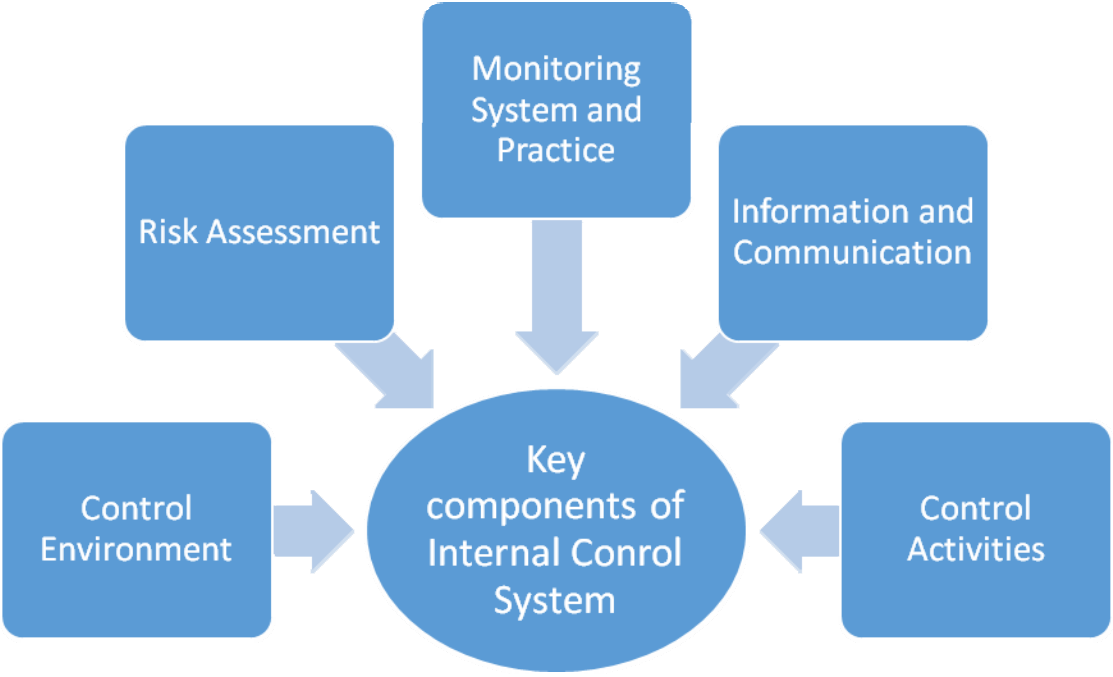 Monitoring
System and
Practice
Risk Assessment
Information and
Communication
Control
Environment
Key
components of
Internal Conrol
System
Control
Activities